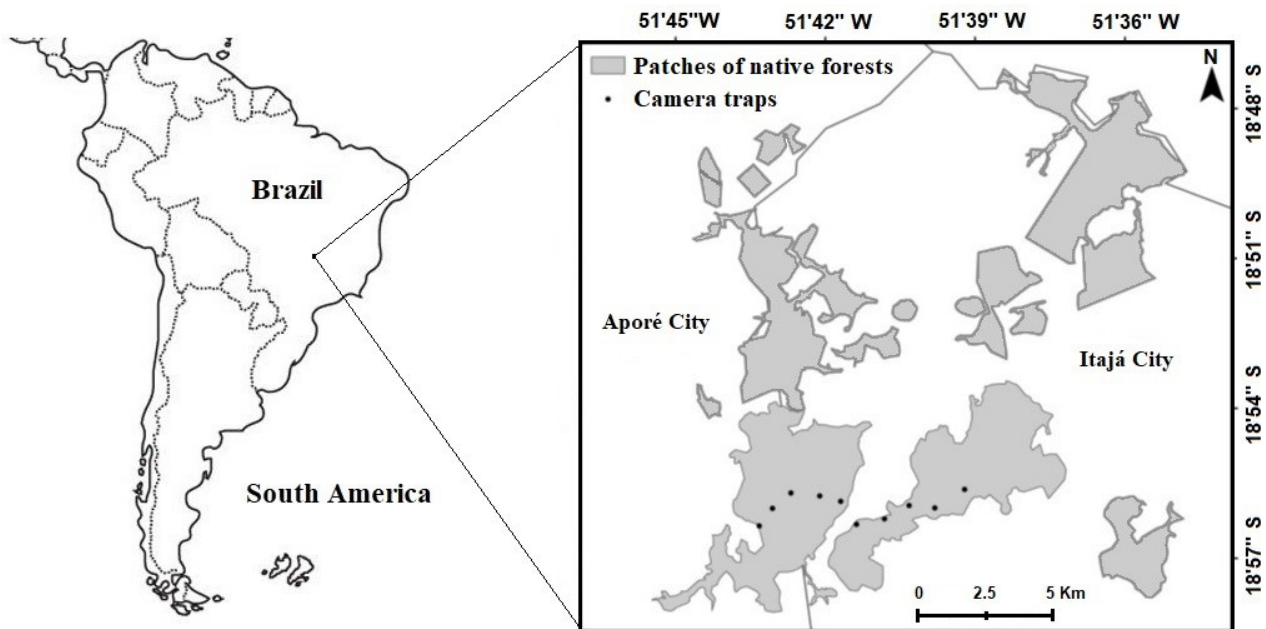 51'45''W
51'42'' W
51'39'' W
51'36'' W
Patches of native forests
Camera traps
N
18'48'' S
Brazil
18'51'' S
Aporé City
Itajá City
18'54'' S
South America
18'57'' S
0 2.5 5 Km